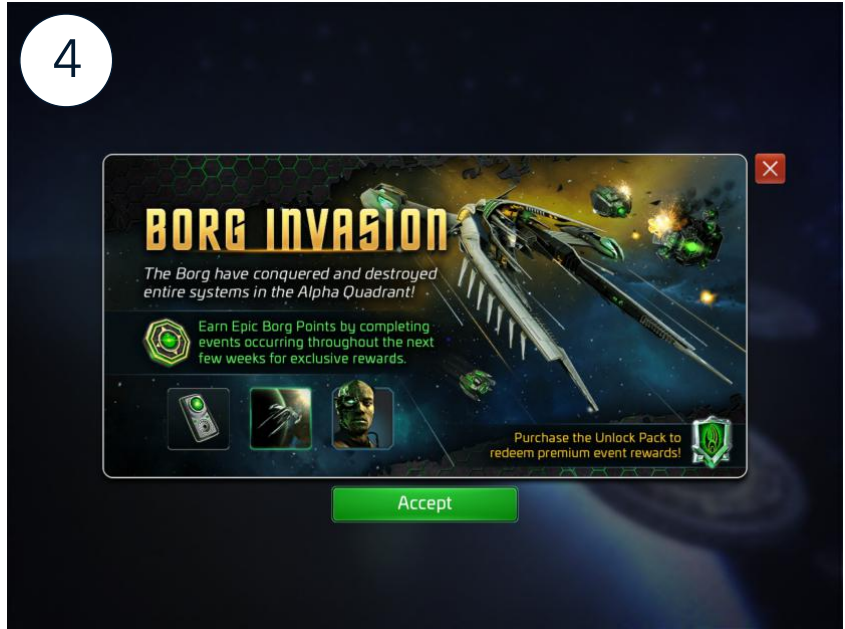 4
BORG INVASION
The Borg have conquered and destroyed
entire systems in the Alpha Quadrant!
Earn Epic Borg Points by completing
events occurring throughout the next
few weeks for exclusive rewards.
Purchase the Unlock Pack to
redeem premium event rewards!
Accept